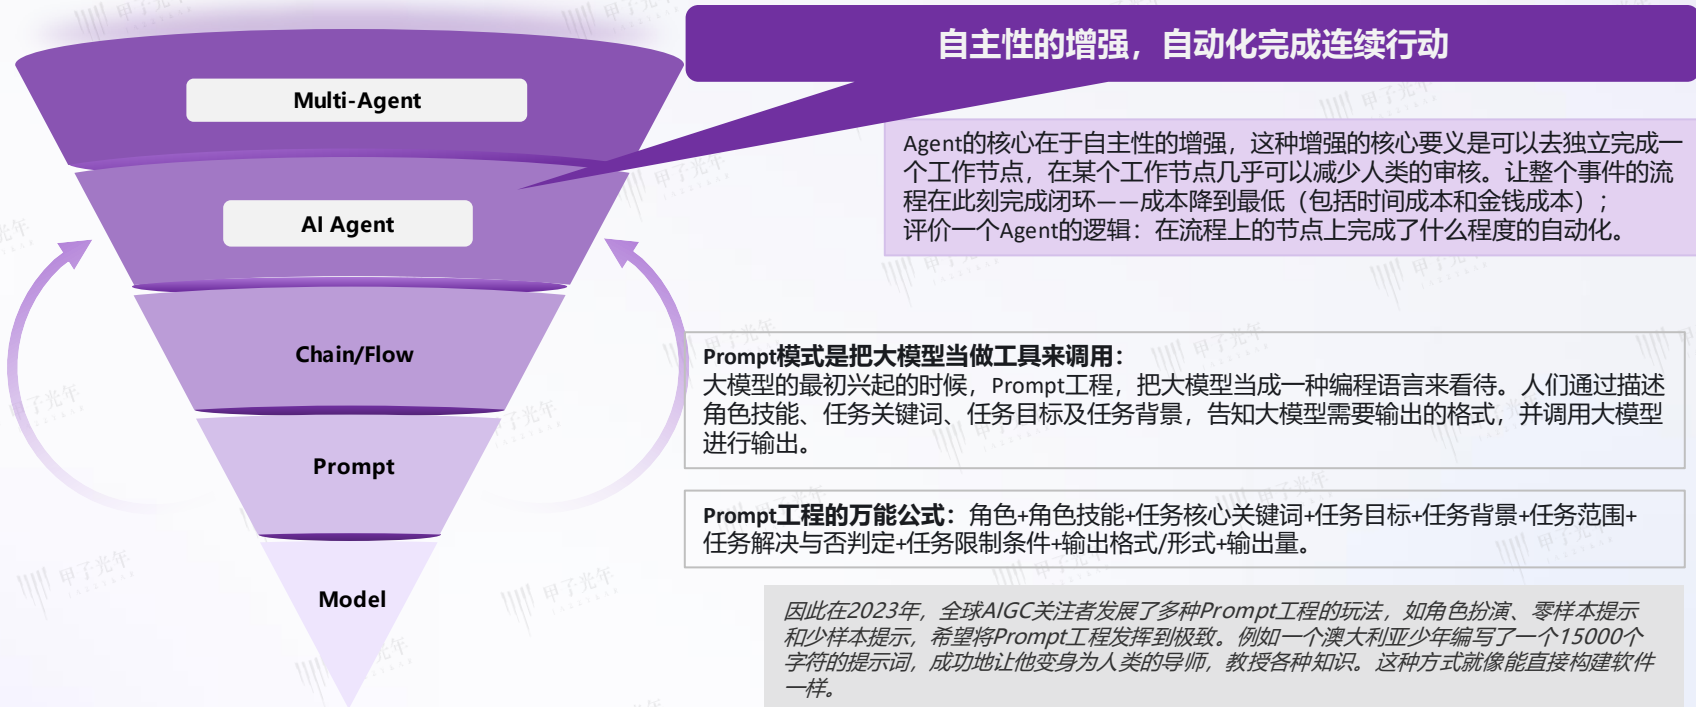 自主性的增强，自动化完成连续行动
Multi-Agent
AI Agent
Chain/Flow
Prompt
Model
Agent的核心在于自主性的增强，这种增强的核心要义是可以去独立完成一
个工作节点，在某个工作节点几乎可以减少人类的审核。让整个事件的流
程在此刻完成闭环——成本降到最低（包括时间成本和金钱成本）；
评价一个Agent的逻辑：在流程上的节点上完成了什么程度的自动化。
Prompt模式是把大模型当做工具来调用：
大模型的最初兴起的时候，Prompt工程，把大模型当成一种编程语言来看待。人们通过描述
角色技能、任务关键词、任务目标及任务背景，告知大模型需要输出的格式，并调用大模型
进行输出。
Prompt工程的万能公式：角色+角色技能+任务核心关键词+任务目标+任务背景+任务范围+
任务解决与否判定+任务限制条件+输出格式/形式+输出量。
因此在2023年，全球AIGC关注者发展了多种Prompt工程的玩法，如角色扮演、零样本提示
和少样本提示，希望将Prompt工程发挥到极致。例如一个澳大利亚少年编写了一个15000个
字符的提示词，成功地让他变身为人类的导师，教授各种知识。这种方式就像能直接构建软件
一样。
甲子光年